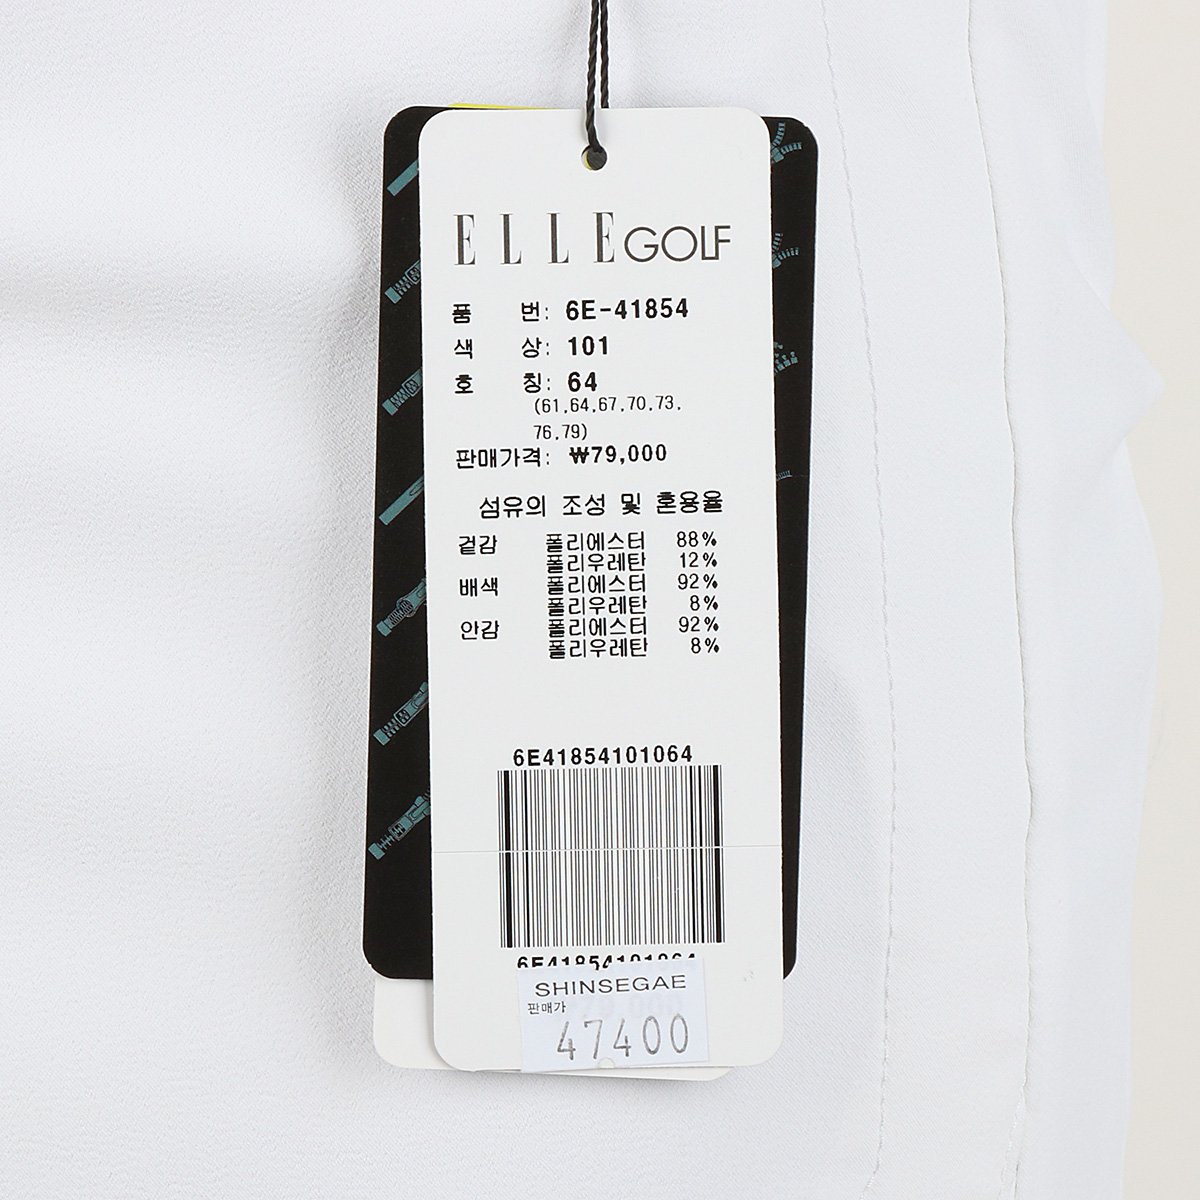 ELLE GOLF
품 번: 6E-41854
색 상: 101
호 칭: 64
(61.64.67.70.73.
76.79)
판매가격: ₩79,000
섬유의 조성 및 혼용율
겉감 폴리에스터 88%
폴리우레탄 12%
배색 폴리에스터 92%
폴리우레탄 8%
안감 폴리에스터 92%
폴리우레탄 8%
6E41854101064
6E41854101064
SHINSEGAE
판매가
47400